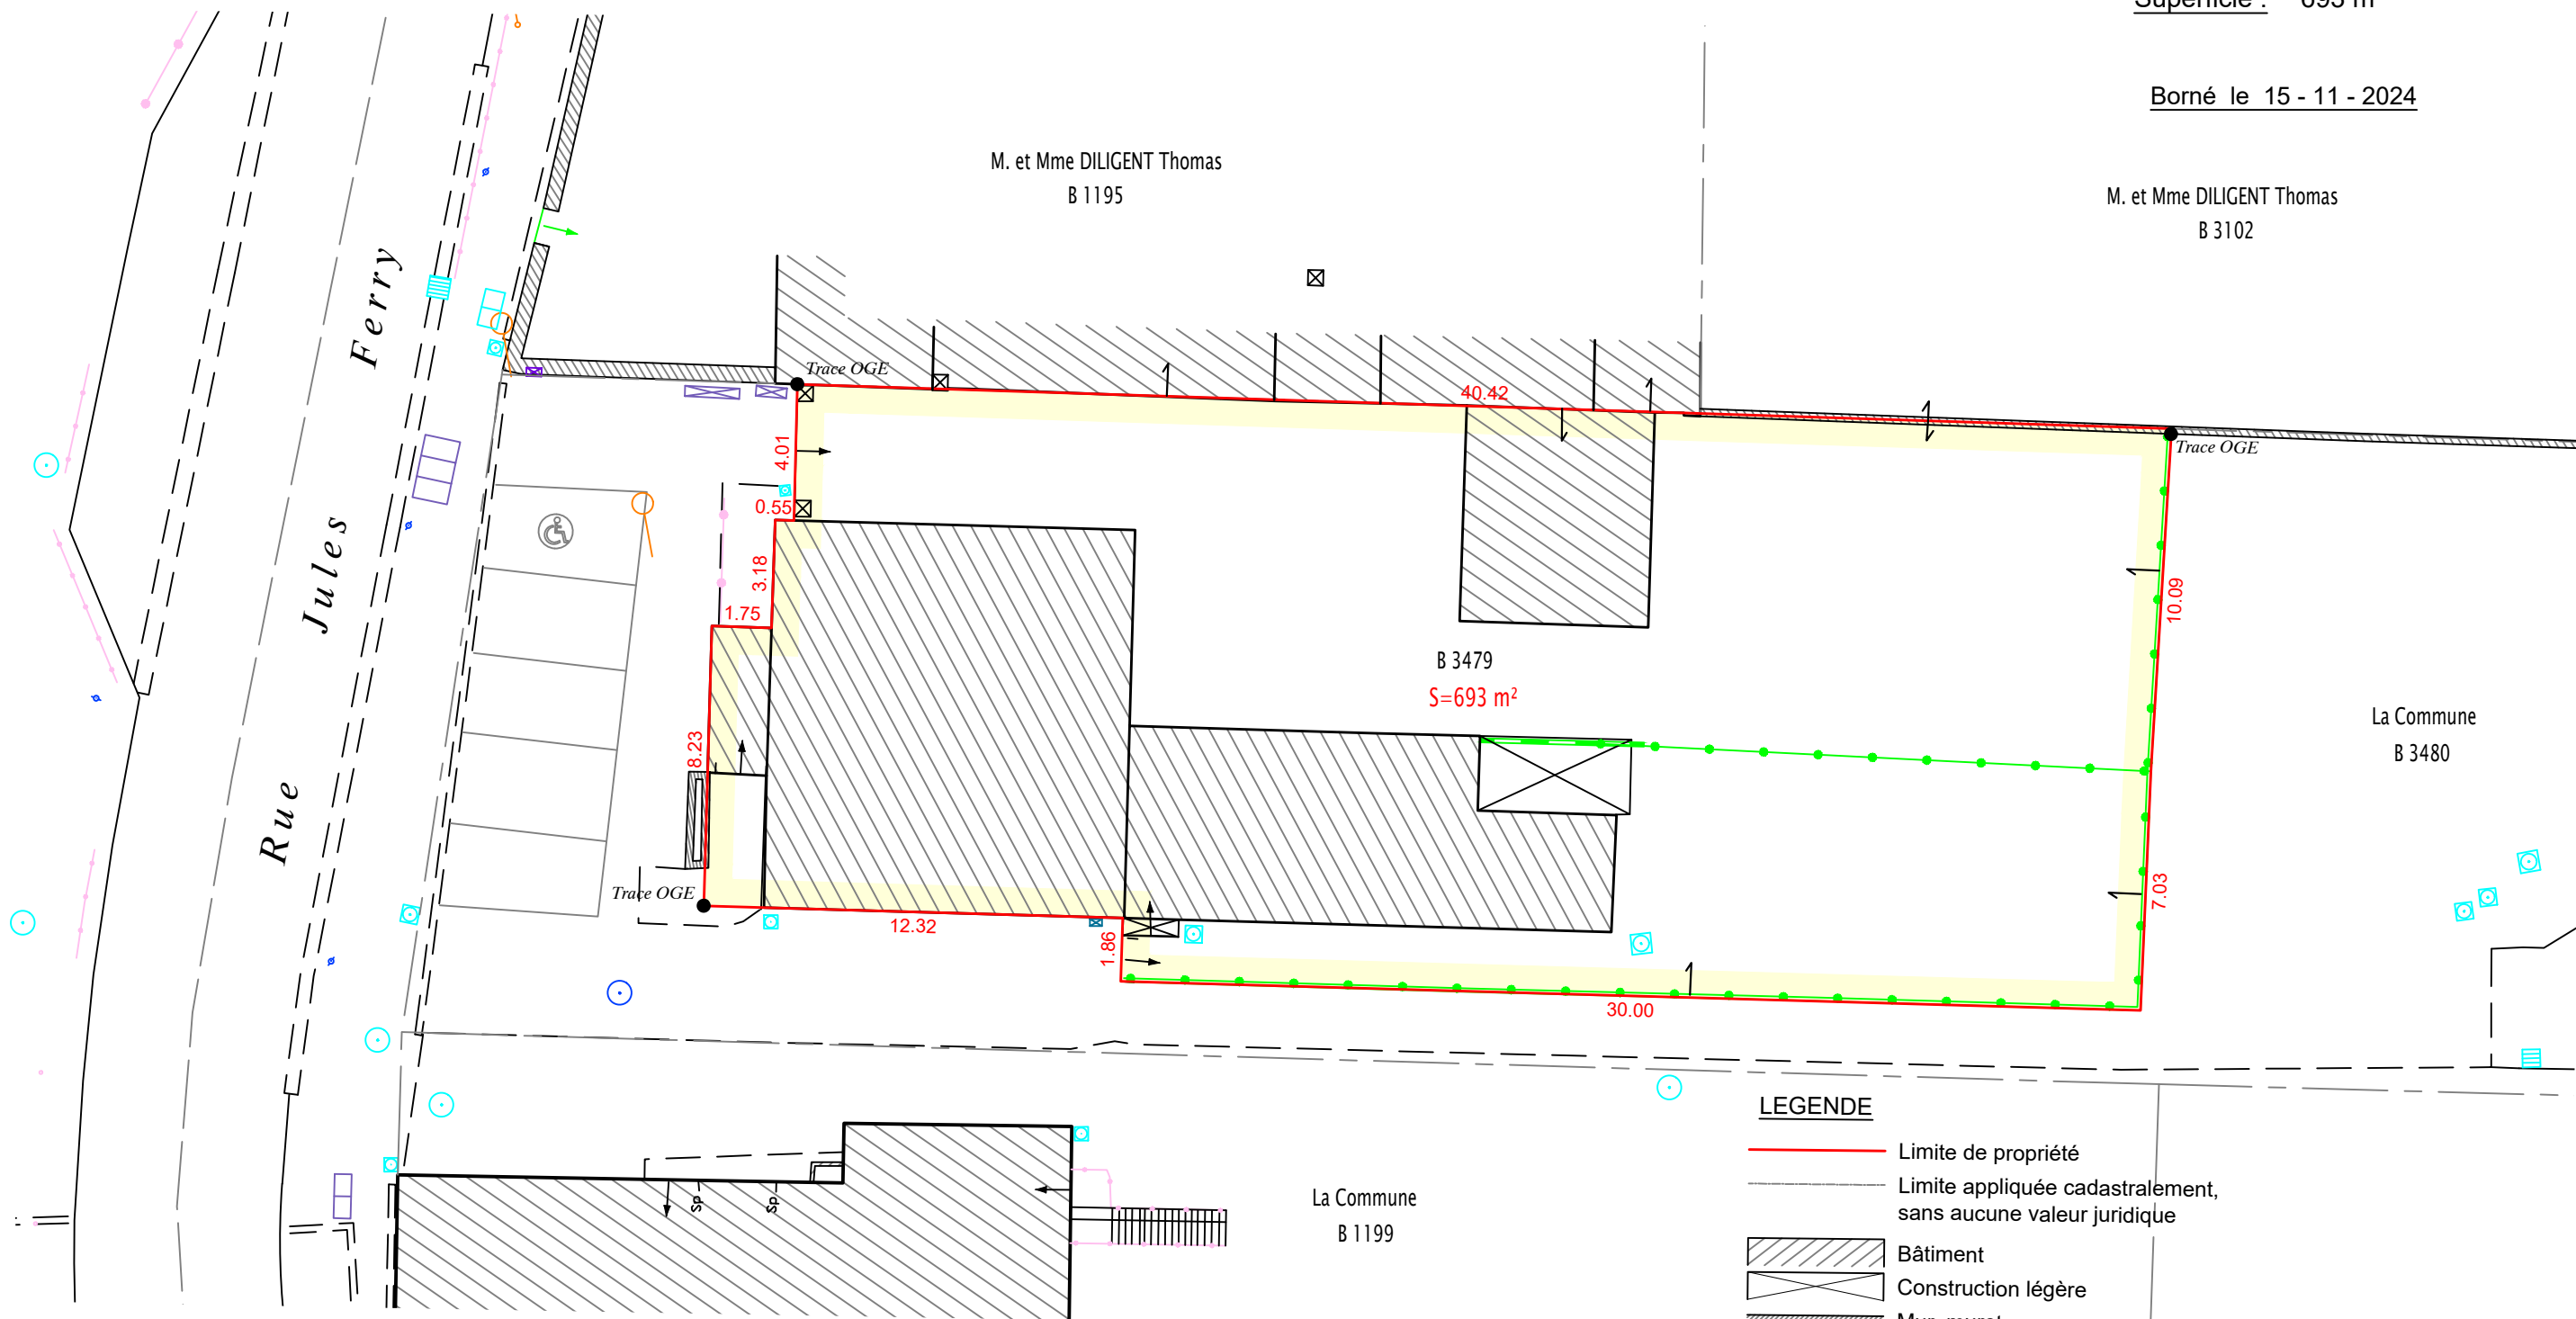 Superficie : 693 m
Borné le 15 - 11 - 2024
M. et Mme DILIGENT Thomas
B 1195
M. et Mme DILIGENT Thomas
B 3102
Rue Jules Ferry
Trace OGE
40.42
Trace OGE
4.01
0.55
3.18
1.75
8.23
10.09
B 3479
S=693 m²
La Commune
B 3480
Trace OGE
12.32
1.86
7.03
30.00
Sp
Sp
La Commune
B 1199
LEGENDE
Limite de propriété
Limite appliquée cadastralement,
sans aucune valeur juridique
Bâtiment
Construction légère